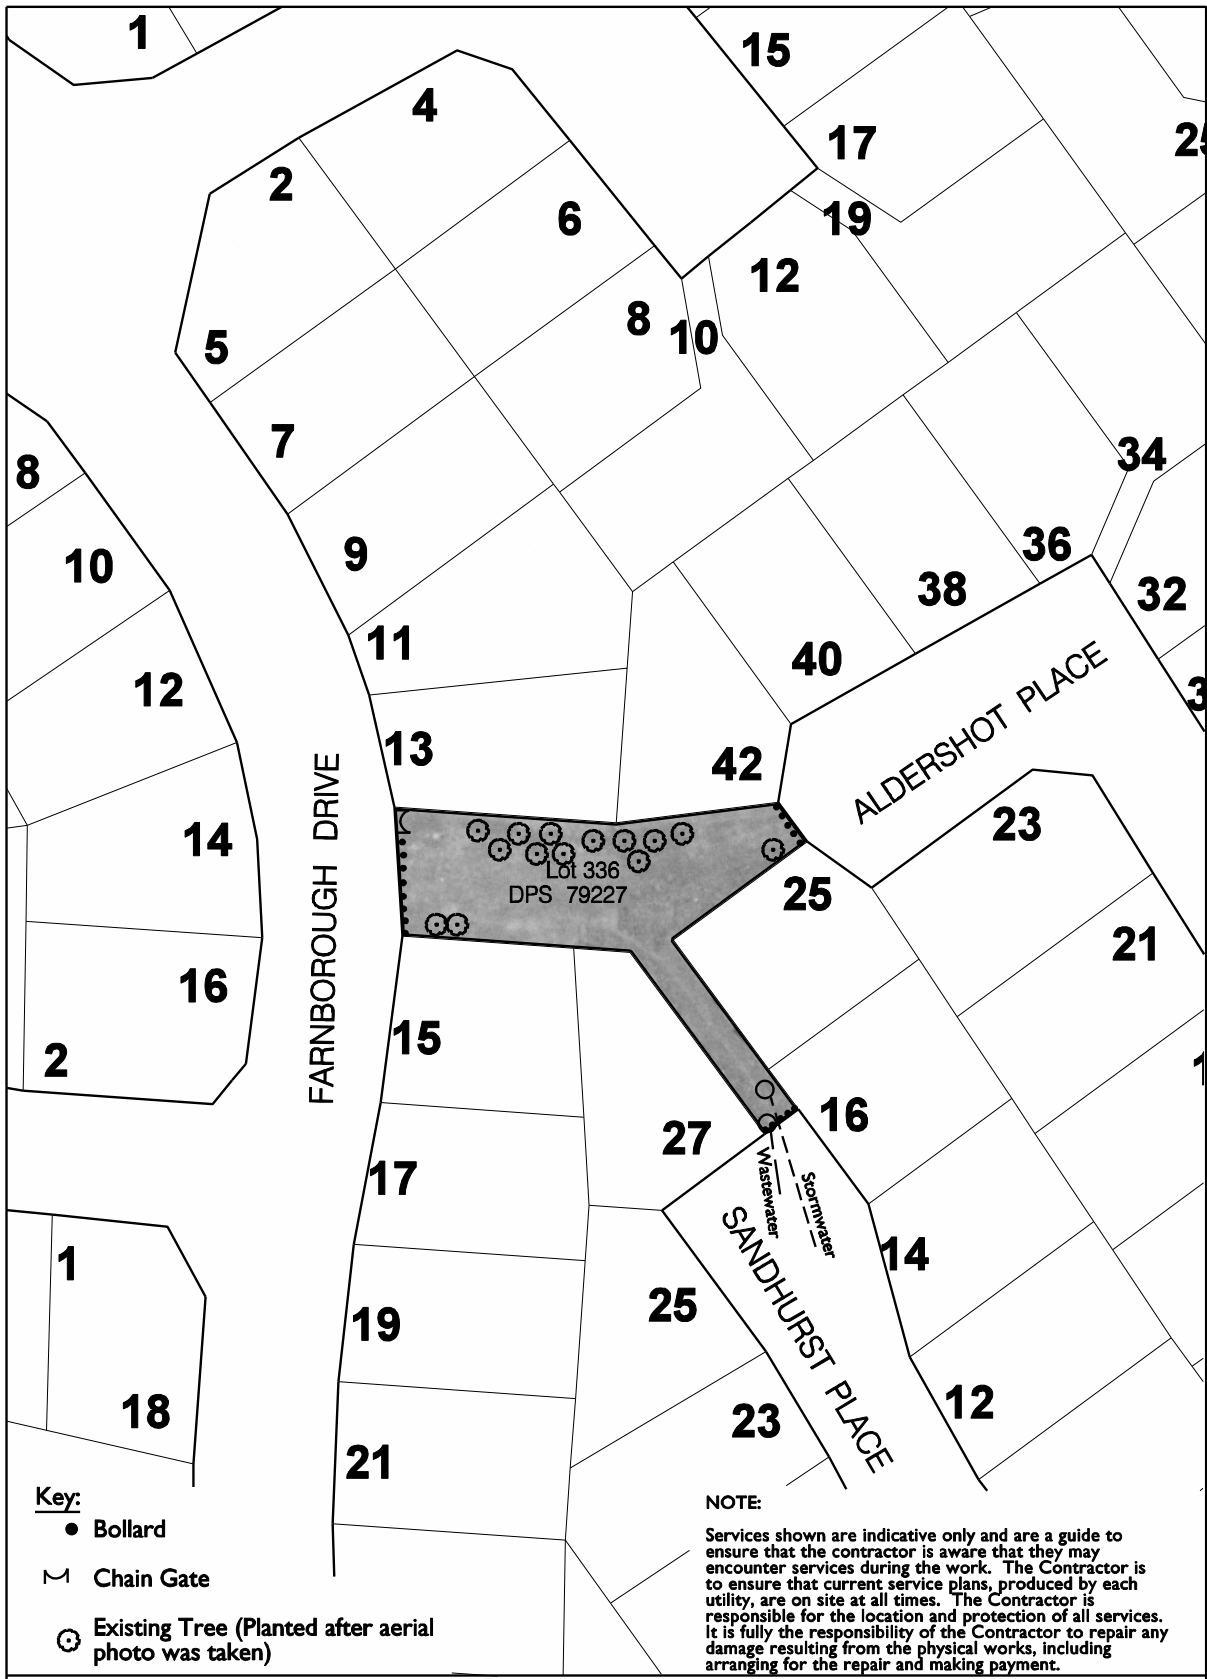 1
15
4
17
25
2
19
6
12
8
10
5
7
8
34
9
36
10
38
32
11
40
12
3
13
42
ALDERSHOT PLACE
14
23
FARNBOROUGH DRIVE
Lot 336
DPS 79227
25
21
16
15
2
1
16
27
17
Wastewater
Stormwater
SANDHURST PLACE
14
1
25
19
12
18
23
21
Key:
Bollard
Chain Gate
Existing Tree (Planted after aerial
photo was taken)
NOTE:
Services shown are indicative only and are a guide to
ensure that the contractor is aware that they may
encounter services during the work. The Contractor is
to ensure that current service plans, produced by each
utility, are on site at all times. The Contractor is
responsible for the location and protection of all services.
It is fully the responsibility of the Contractor to repair any
damage resulting from the physical works, including
arranging for the repair and making payment.